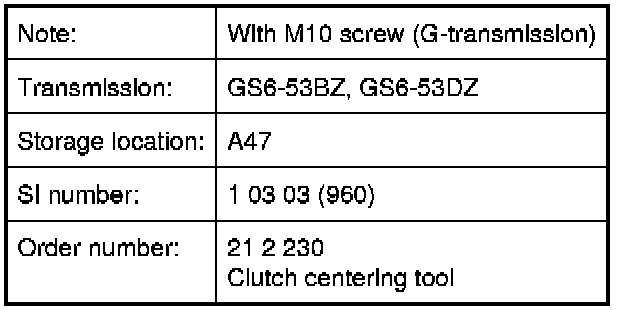 Note: With M10 screw (G-transmission)
Transmission: GS6-53BZ, GS6-53DZ
Storage location: A47
SI number: 1 03 03 (960)
Order number: 21 2 230
Clutch centering tool